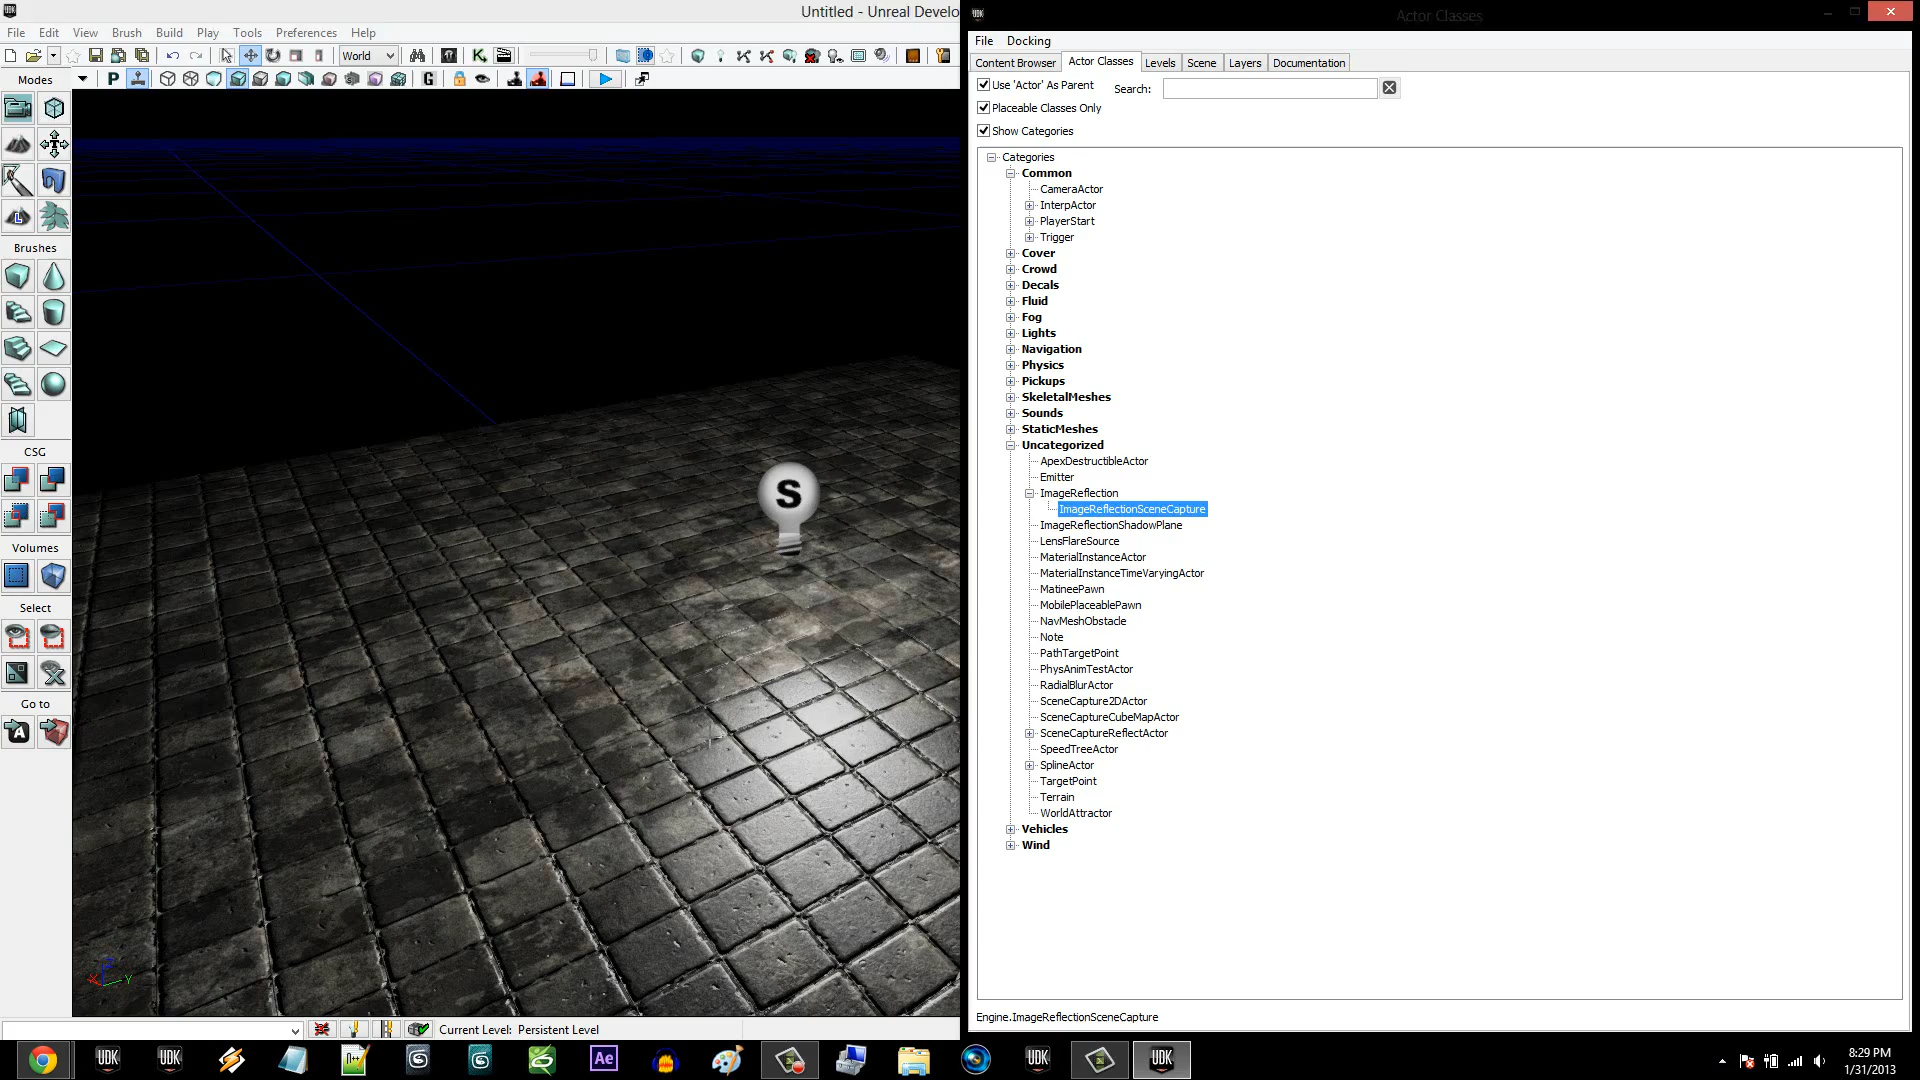 Untitled - Unreal Develo
File Edit View Brush Build Play Tools Preferences Help
World
Modes
P
G
L
Brushes
CSG
Volumes
Select
Go to
A
S
X
Y
Z
Current Level: Persistent Level
Actor Classes
File Docking
Content Browser Actor Classes Levels Scene Layers Documentation
Use 'Actor' As Parent Search:
Placeable Classes Only
Show Categories
Categories
Common
CameraActor
InterpActor
PlayerStart
Trigger
Cover
Crowd
Decals
Fluid
Fog
Lights
Navigation
Physics
Pickups
SkeletalMeshes
Sounds
StaticMeshes
Uncategorized
ApexDestructibleActor
Emitter
ImageReflection
ImageReflectionSceneCapture
ImageReflectionShadowPlane
LensFlareSource
MaterialInstanceActor
MaterialInstanceTimeVaryingActor
MatineePawn
MobilePlaceablePawn
NavMeshObstacle
Note
PathTargetPoint
PhysAnimTestActor
RadialBlurActor
SceneCapture2DActor
SceneCaptureCubeMapActor
SceneCaptureReflectActor
SpeedTreeActor
SplineActor
TargetPoint
Terrain
WorldAttractor
Vehicles
Wind
Engine.ImageReflectionSceneCapture
UDK UDK Ae UDK UDK
8:29 PM
1/31/2013